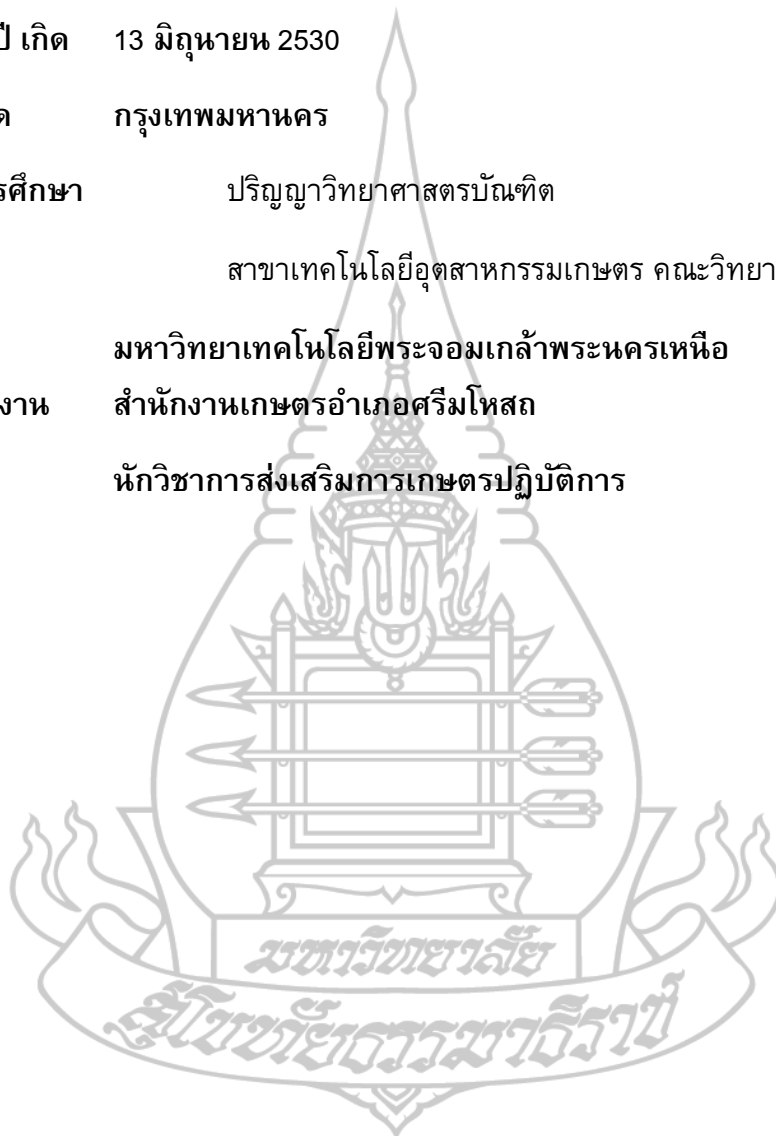 ปี เกิด 13 มิถุนายน 2530
ด กรุงเทพมหานคร
รศึกษา ปริญญาวิทยาศาสตรบัณฑิต
สาขาเทคโนโลยีอุตสาหกรรมเกษตร คณะวิทยา
มหาวิทยาเทคโนโลยีพระจอมเกล้าพระนครเหนือ
งาน สำนักงานเกษตรอำเภอศรีมโหสถ
นักวิชาการส่งเสริมการเกษตรปฏิบัติการ
มหาวิทยาลัย
สุโขทัยธรรมาธิราช